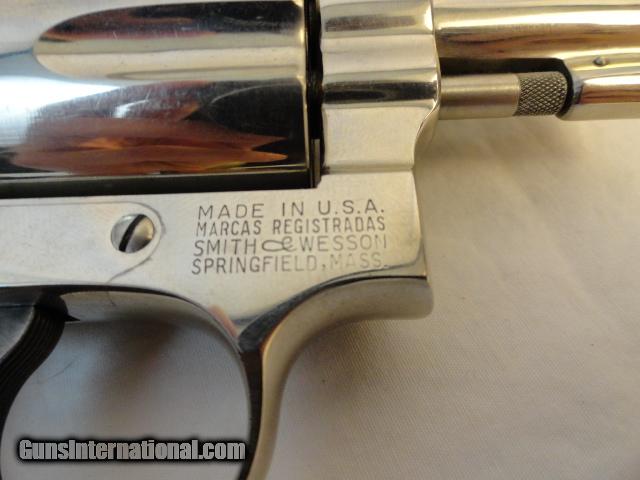 MADE IN U.S.A.
MARCAS REGISTRADAS
SMITH & WESSON
SPRINGFIELD, MASS.
GunsInternational.com